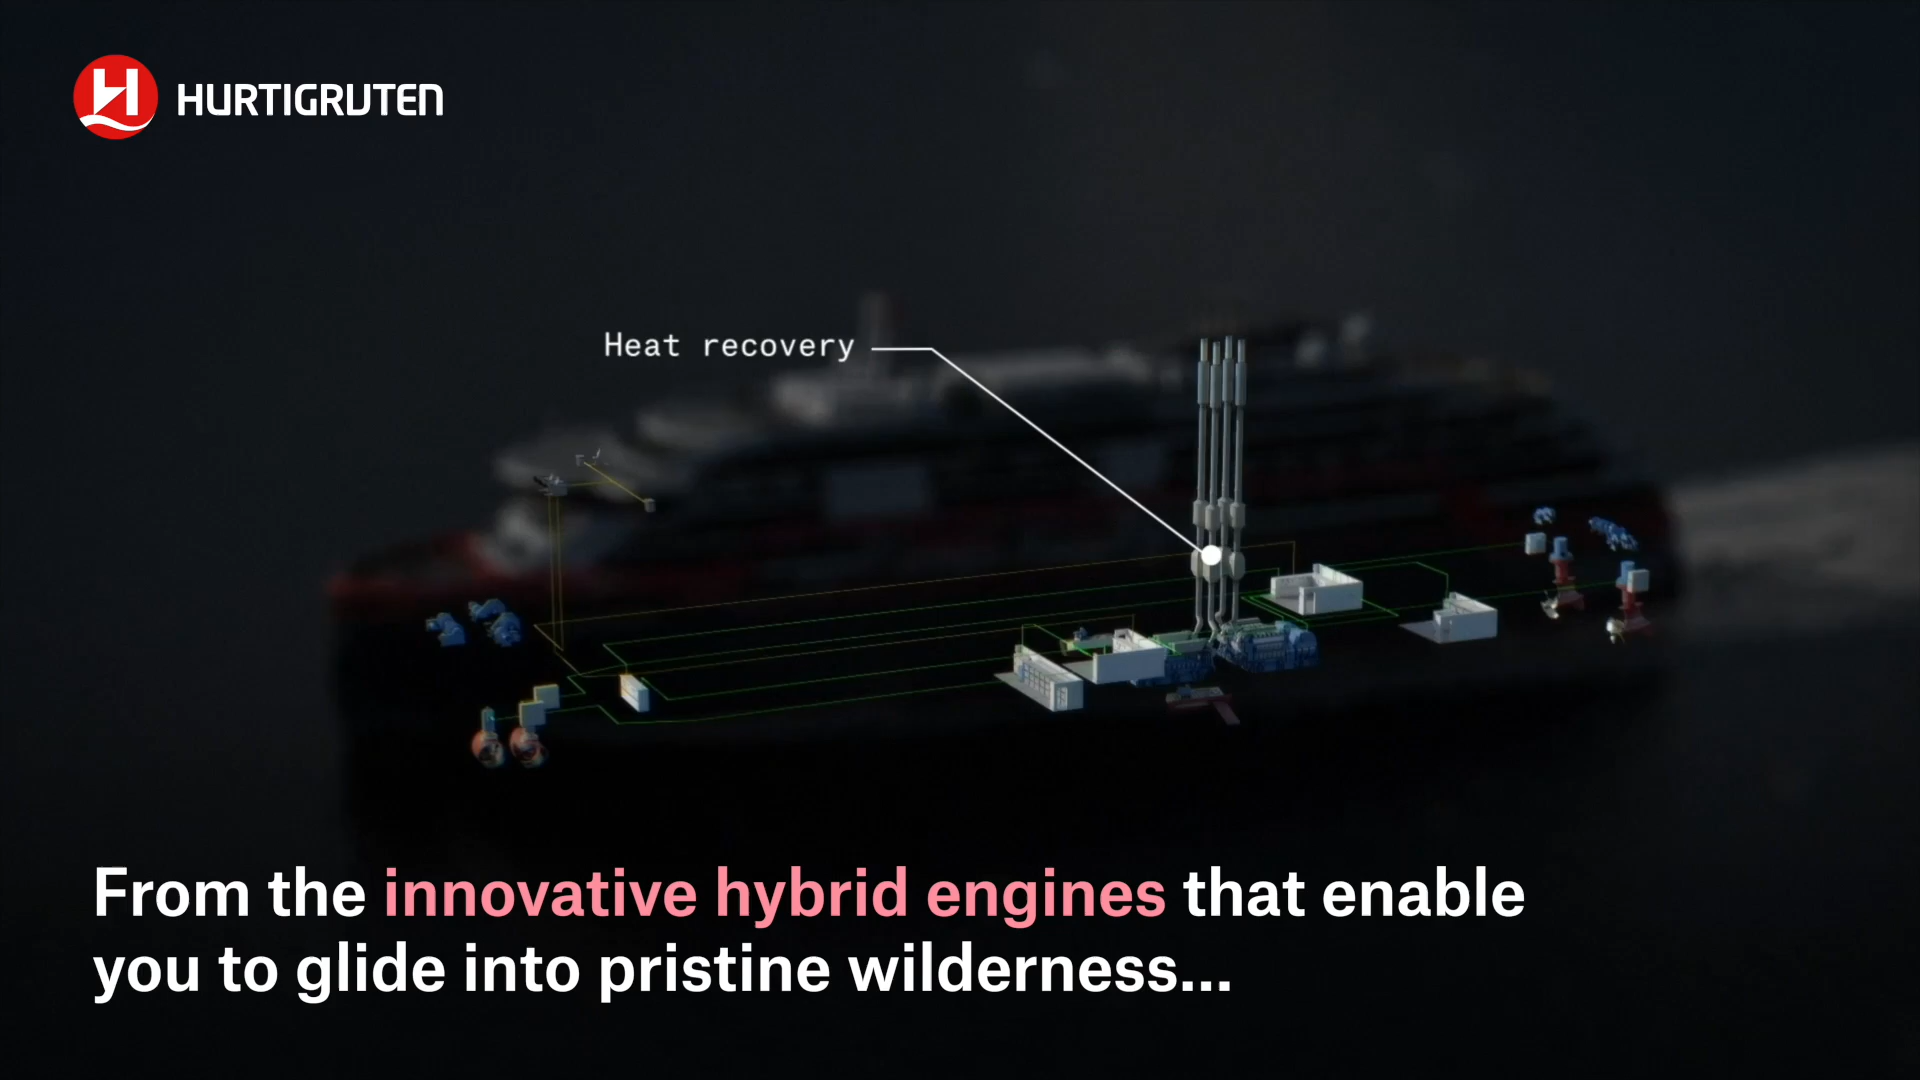 HURTIGRUTEN
Heat recovery
From the innovative hybrid engines that enable
you to glide into pristine wilderness...